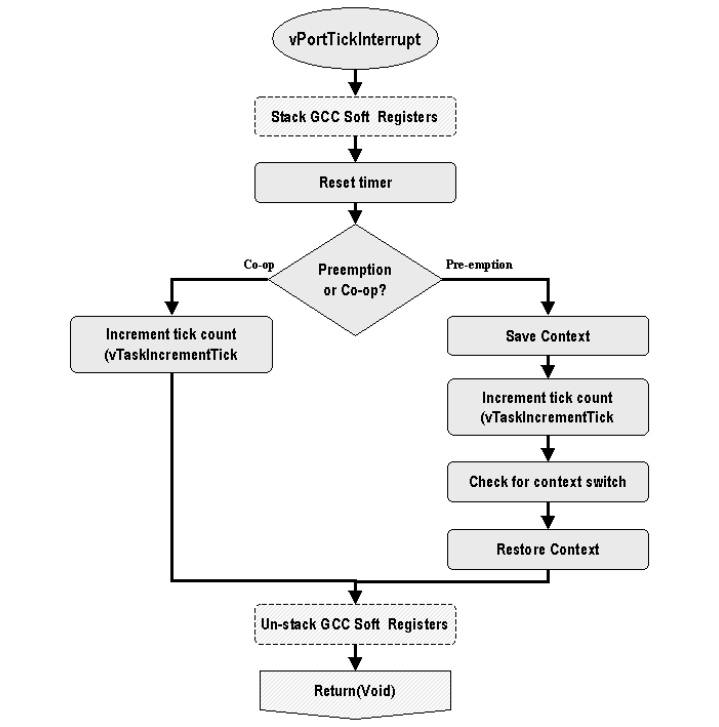 vPortTickInterrupt
Stack GCC Soft Registers
Reset timer
Co-op
Preemption
or Co-op?
Pre-emption
Increment tick count
(vTaskIncrementTick
Save Context
Increment tick count
(vTaskIncrementTick
Check for context switch
Restore Context
Un-stack GCC Soft Registers
Return(Void)